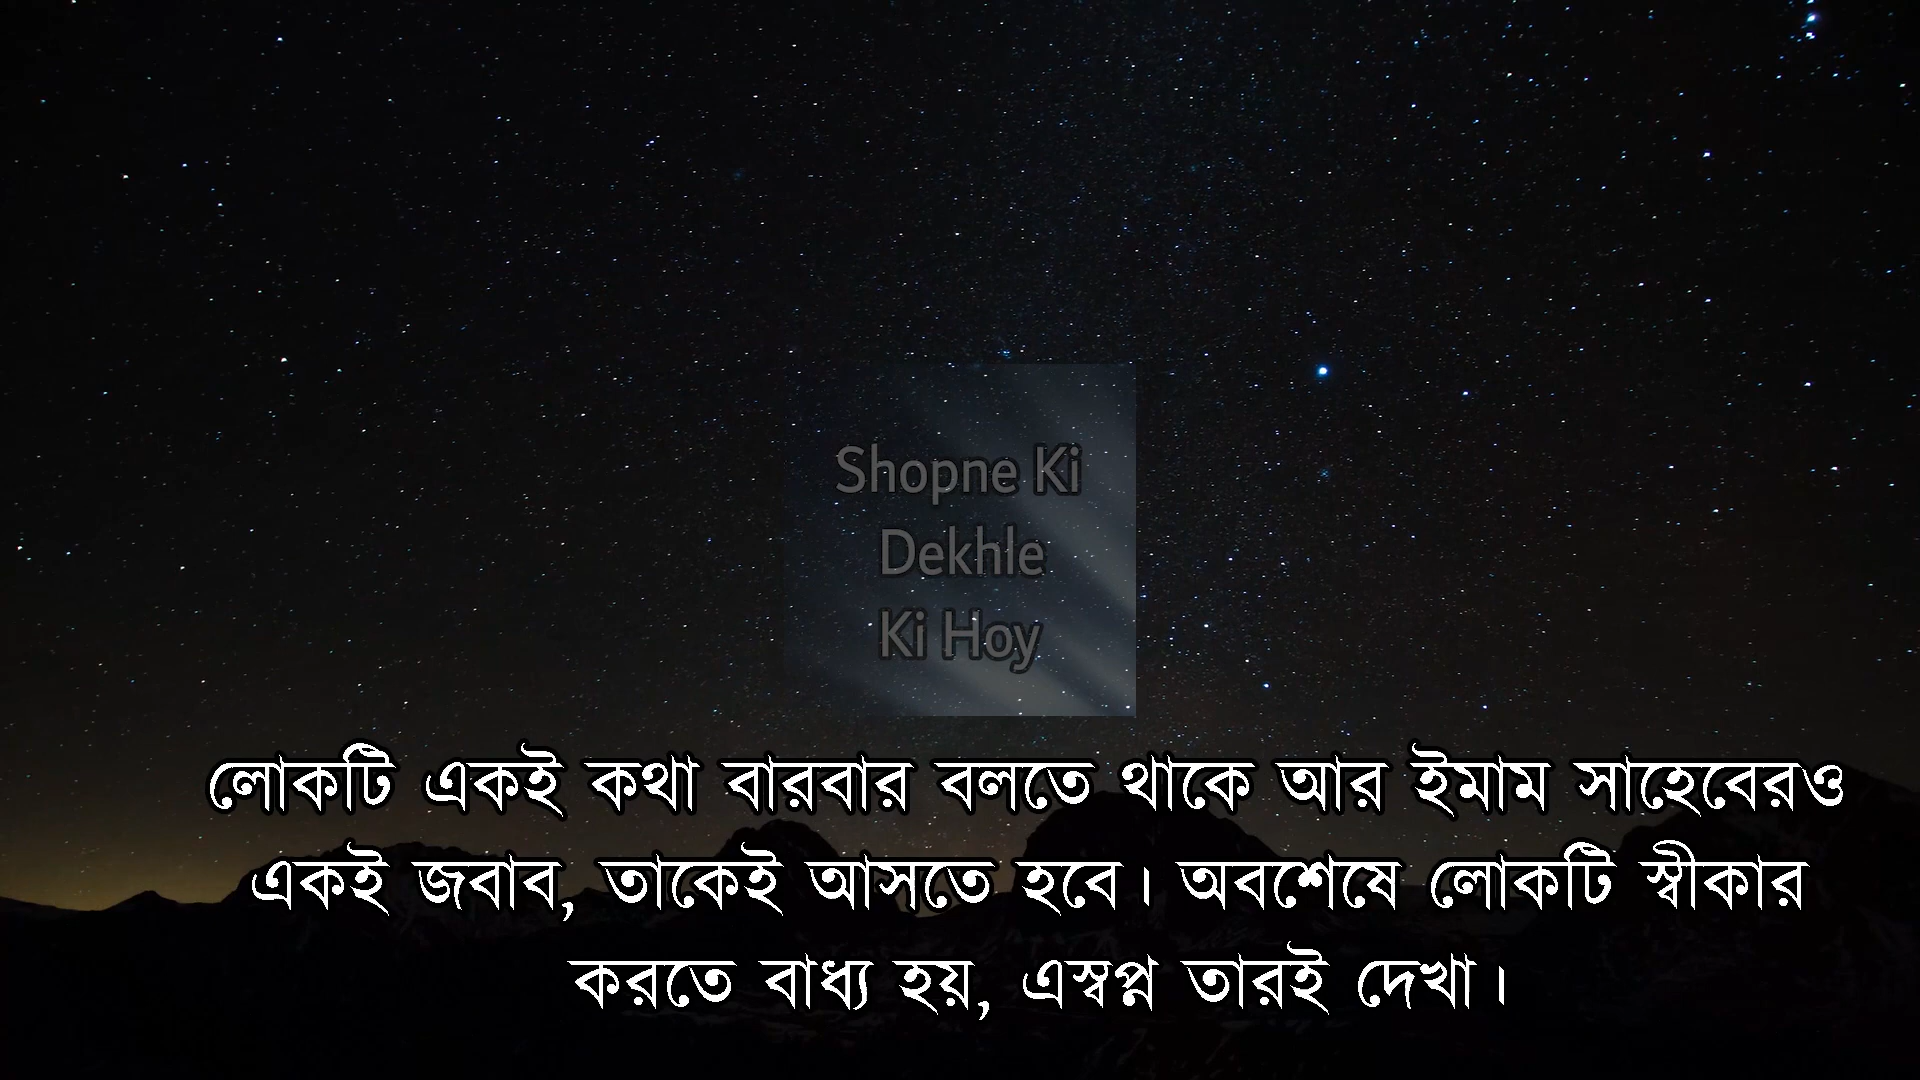 Shopne Ki
Dekhle
Ki Hoy
লোকটি একই কথা বারবার বলতে থাকে আর ইমাম সাহেবেরও
একই জবাব, তাকেই আসতে হবে। অবশেষে লোকটি স্বীকার
করতে বাধ্য হয়, এস্বপ্ন তারই দেখা।